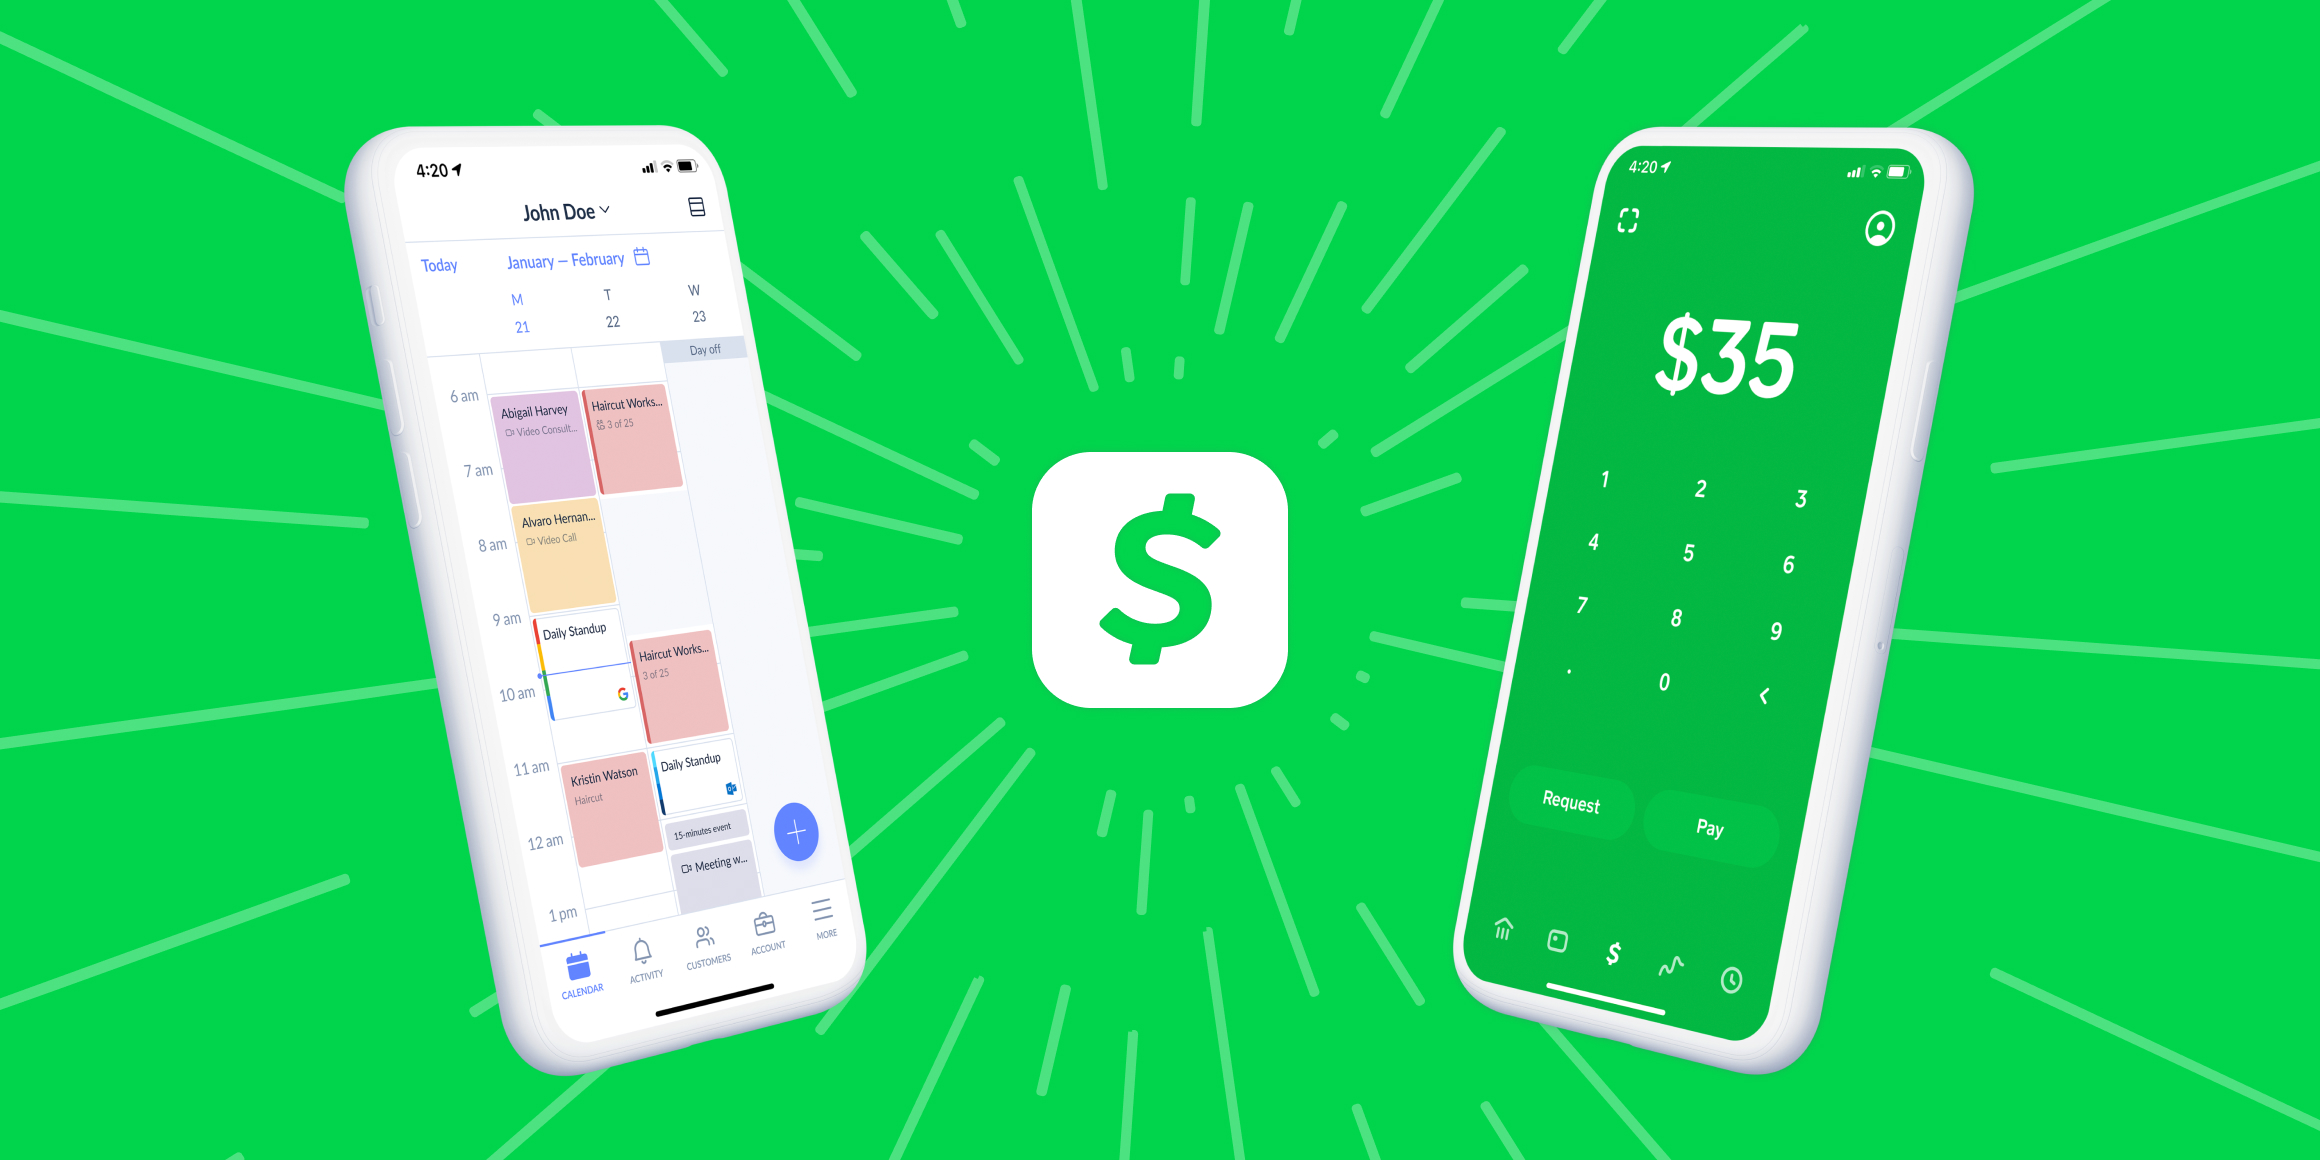 4:20
John Doe
Today
January – February
M T W
21 22 23
Day off
6 am
Abigail Harvey
Video Consult...
Haircut Works...
3 of 25
7 am
Alvaro Hernan...
Video Call
8 am
9 am
Daily Standup
Haircut Works...
3 of 25
10 am
11 am
Kristin Watson
Haircut
Daily Standup
12 am
15-minutes event
Meeting w...
1 pm
CALENDAR
ACTIVITY
CUSTOMERS
ACCOUNT
MORE
$
4:20
$35
1 2 3
4 5 6
7 8 9
. 0 <
Request
Pay
$